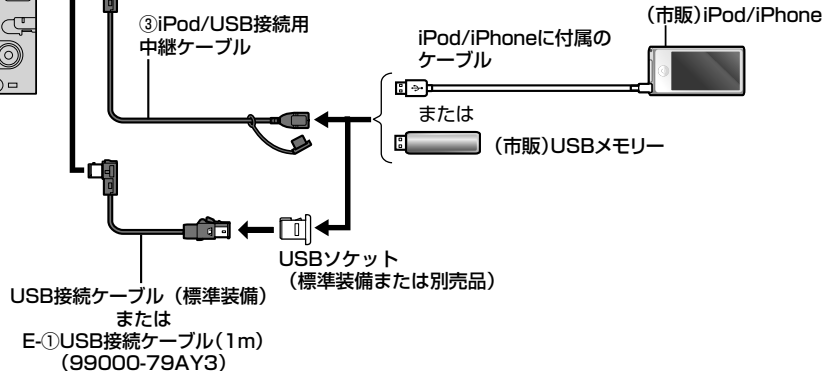 ③iPod/USB接続用
中継ケーブル
iPod/iPhoneに付属の
ケーブル
(市販)iPod/iPhone
または
(市販)USBメモリー
USBソケット
(標準装備または別売品)
USB接続ケーブル(標準装備)
または
E-①USB接続ケーブル(1m)
(99000-79AY3)